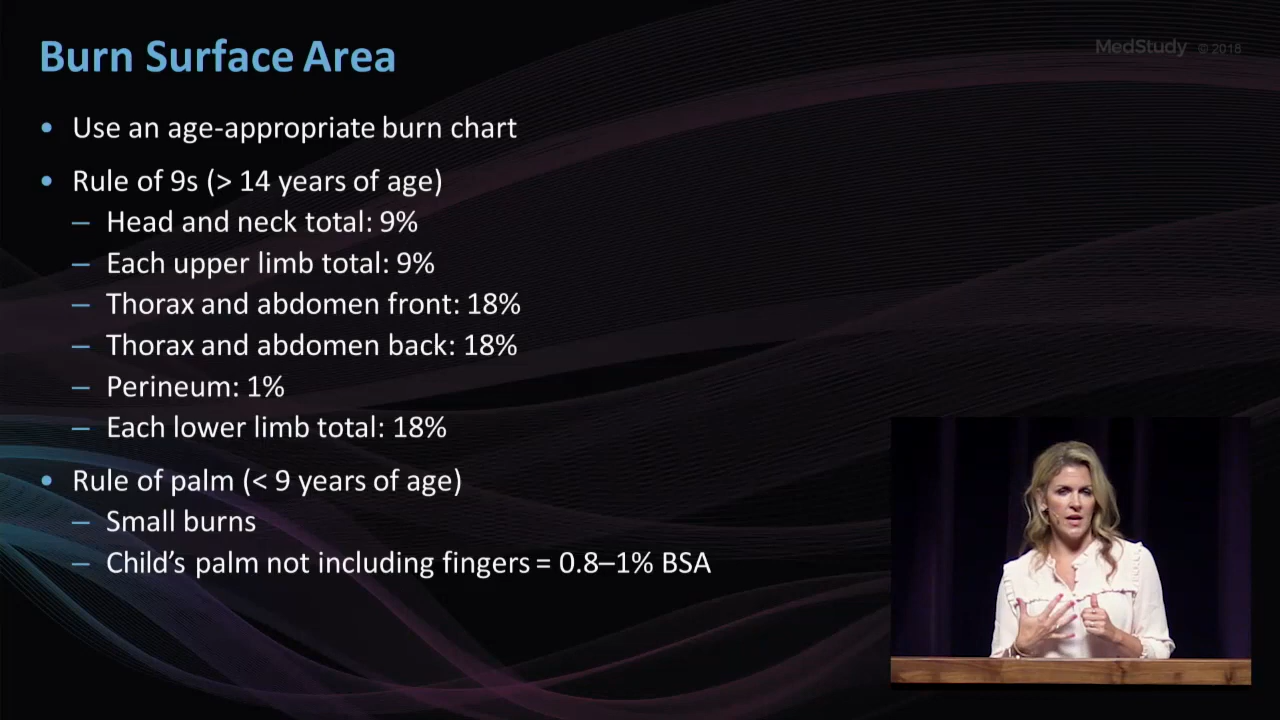 Burn Surface Area
MedStudy © 2018
• Use an age-appropriate burn chart
• Rule of 9s (> 14 years of age)
– Head and neck total: 9%
– Each upper limb total: 9%
– Thorax and abdomen front: 18%
– Thorax and abdomen back: 18%
– Perineum: 1%
– Each lower limb total: 18%
• Rule of palm (< 9 years of age)
– Small burns
– Child’s palm not including fingers = 0.8–1% BSA